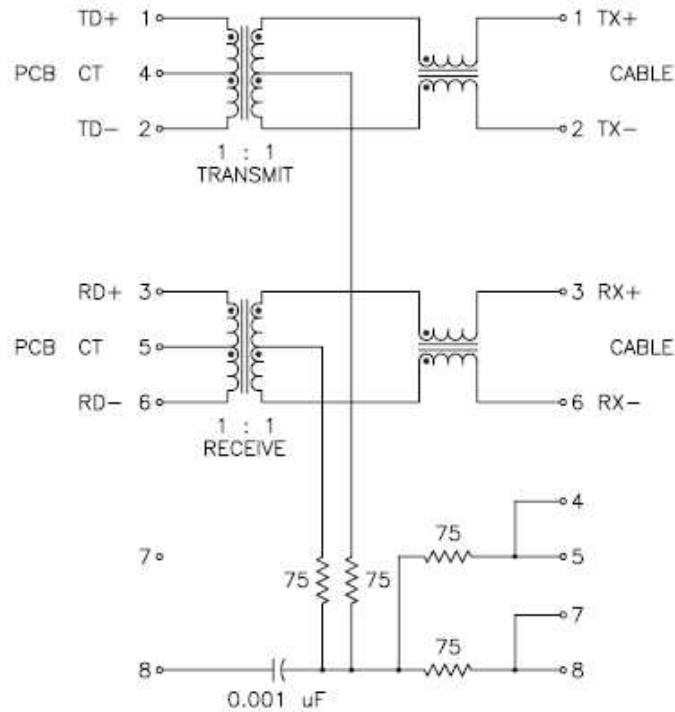 TD+ 1 1 TX+
PCB CT 4 CABLE
TD- 2 2 TX-
1 : 1
TRANSMIT
RD+ 3 3 RX+
PCB CT 5 CABLE
RD- 6 6 RX-
1 : 1
RECEIVE
4
75
7 5
75 75
7
75
8 8
0.001 uF